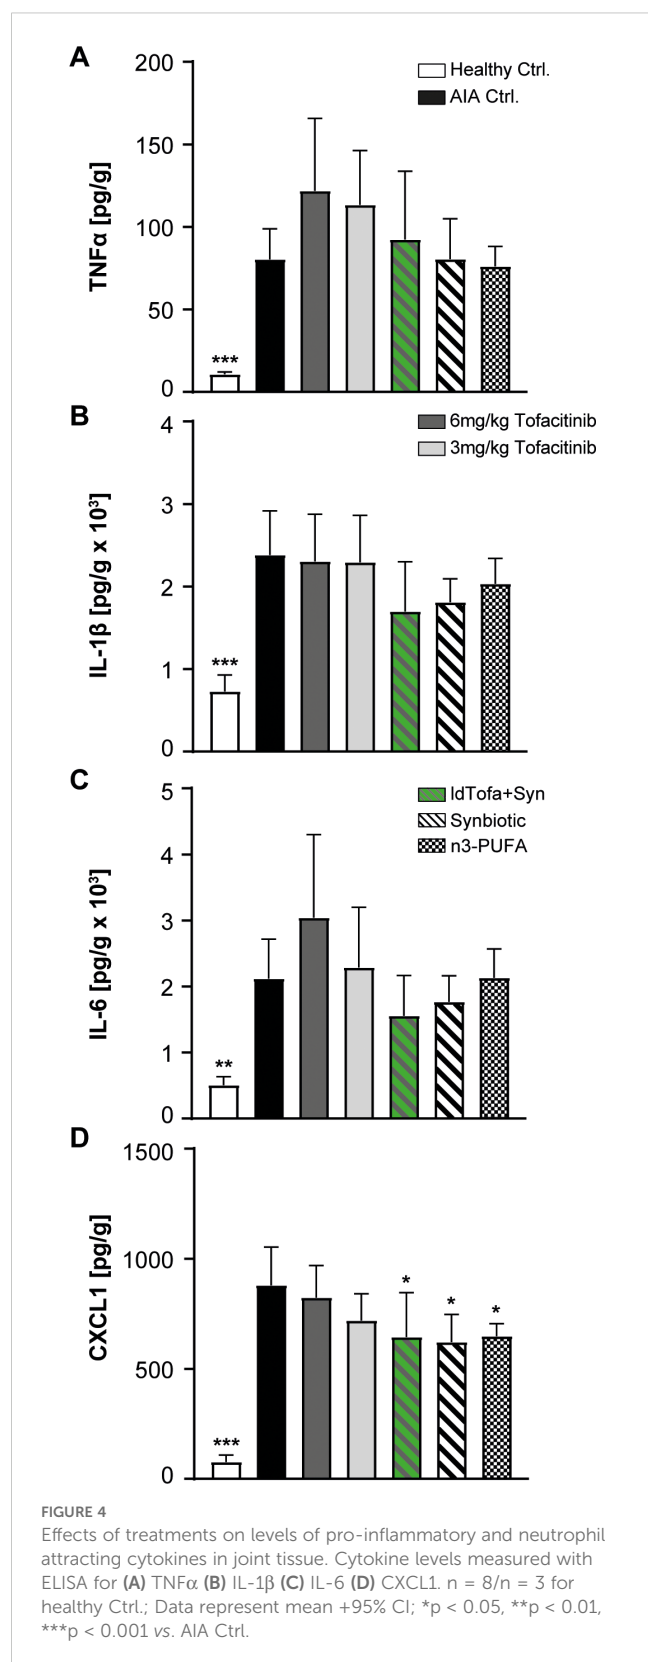 A
200
150
100
50
0
TNFα [pg/g]
Healthy Ctrl.
AIA Ctrl.
***
B
4
3
2
1
0
IL-1β [pg/g x 10³]
6mg/kg Tofacitinib
3mg/kg Tofacitinib
***
C
5
4
3
2
1
0
IL-6 [pg/g x 10³]
ldTofa+Syn
Synbiotic
n3-PUFA
**
D
1500
1000
500
0
CXCL1 [pg/g]
***
*
*
*
FIGURE 4
Effects of treatments on levels of pro-inflammatory and neutrophil
attracting cytokines in joint tissue. Cytokine levels measured with
ELISA for (A) TNFα (B) IL-1β (C) IL-6 (D) CXCL1. n = 8/n = 3 for
healthy Ctrl.; Data represent mean +95% CI; *p < 0.05, **p < 0.01,
***p < 0.001 vs. AIA Ctrl.